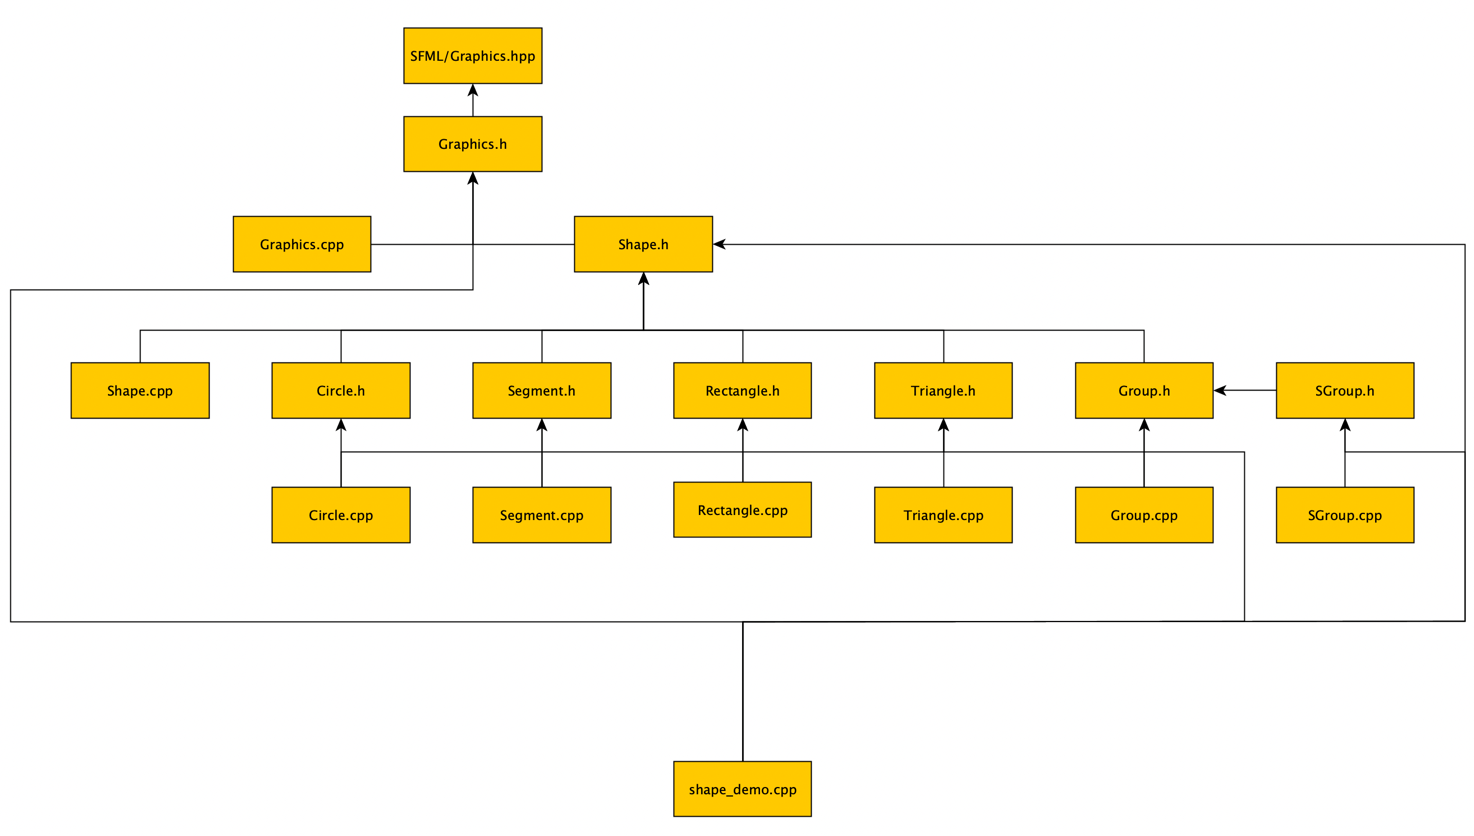 SFML/Graphics.hpp
Graphics.h
Graphics.cpp
Shape.h
Shape.cpp
Circle.h
Segment.h
Rectangle.h
Triangle.h
Group.h
SGroup.h
Circle.cpp
Segment.cpp
Rectangle.cpp
Triangle.cpp
Group.cpp
SGroup.cpp
shape_demo.cpp